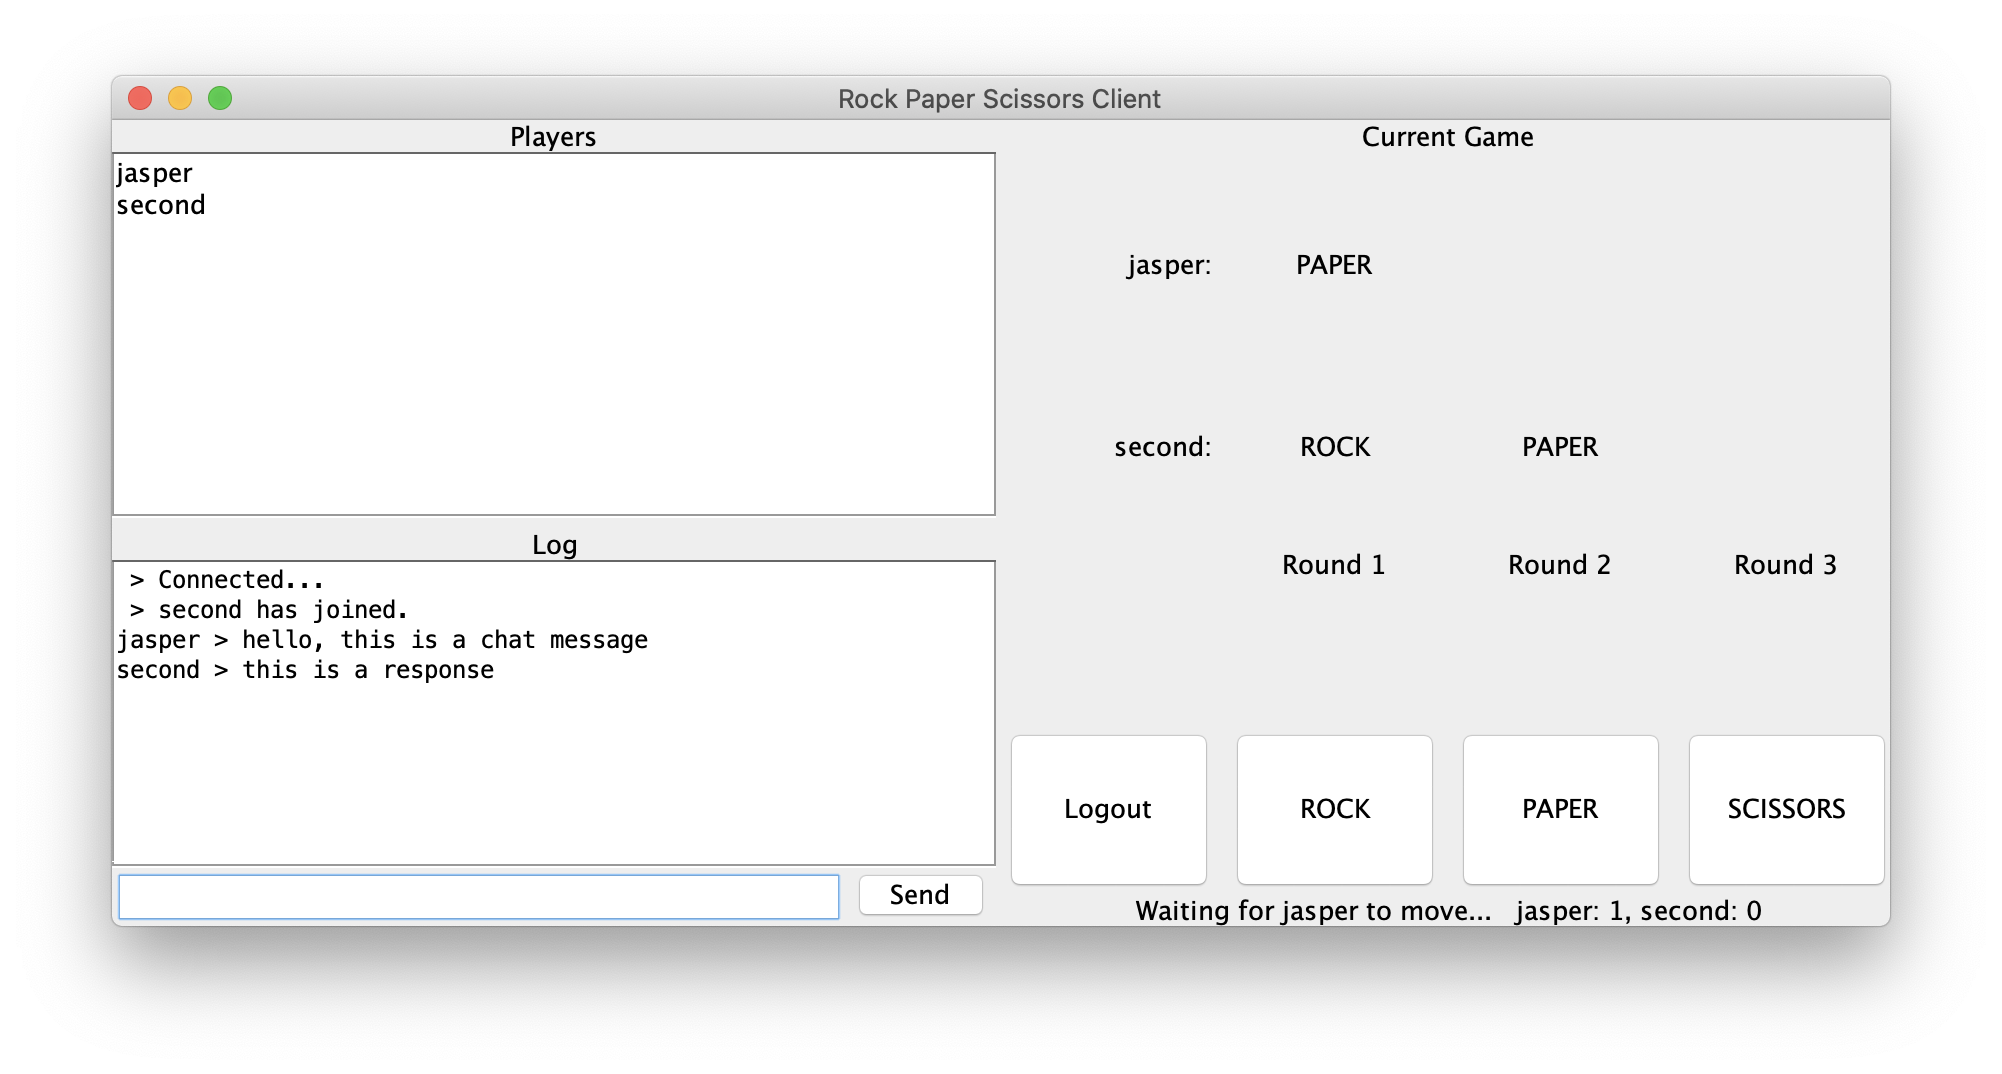 Rock Paper Scissors Client
Players
jasper
second
Log
> Connected...
> second has joined.
jasper > hello, this is a chat message
second > this is a response
Send
Current Game
jasper: PAPER
second: ROCK PAPER
Round 1 Round 2 Round 3
Logout ROCK PAPER SCISSORS
Waiting for jasper to move... jasper: 1, second: 0